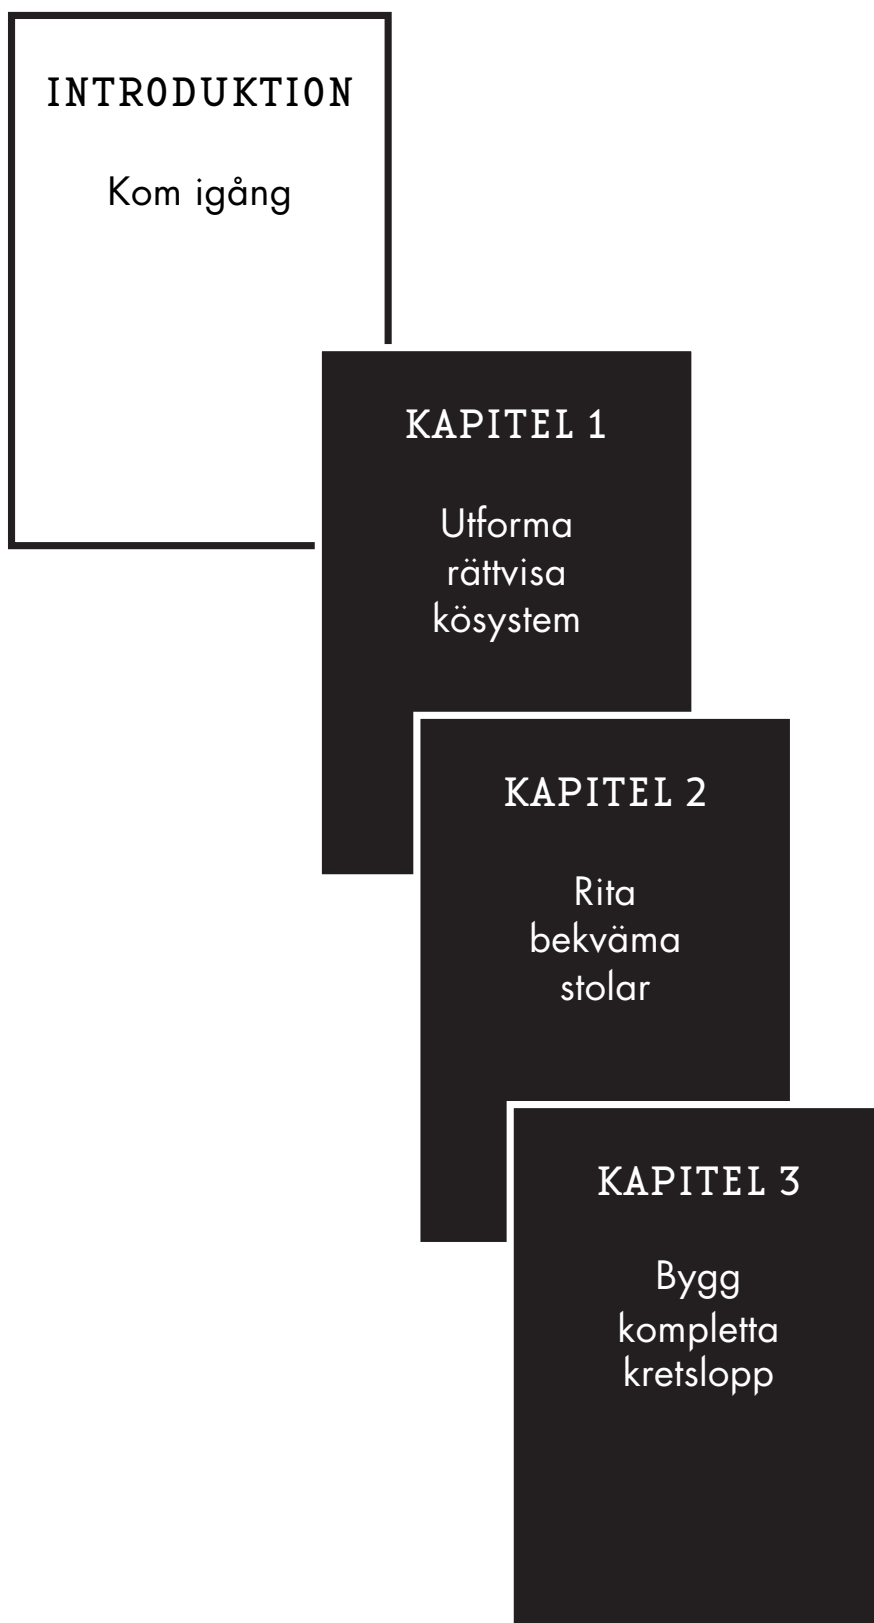 INTRODUKTION
Kom igång
KAPITEL 1
Utforma
rättvisa
kösystem
KAPITEL 2
Rita
bekväma
stolar
KAPITEL 3
Bygg
kompletta
kretslopp